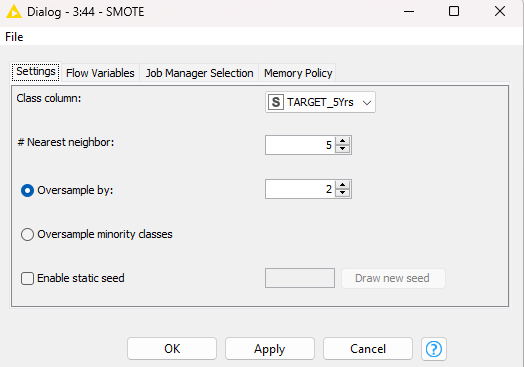 Dialog - 3:44 - SMOTE
File
Settings Flow Variables Job Manager Selection Memory Policy
Class column: S TARGET_5Yrs
# Nearest neighbor: 5
Oversample by: 2
Oversample minority classes
Enable static seed Draw new seed
OK Apply Cancel ?